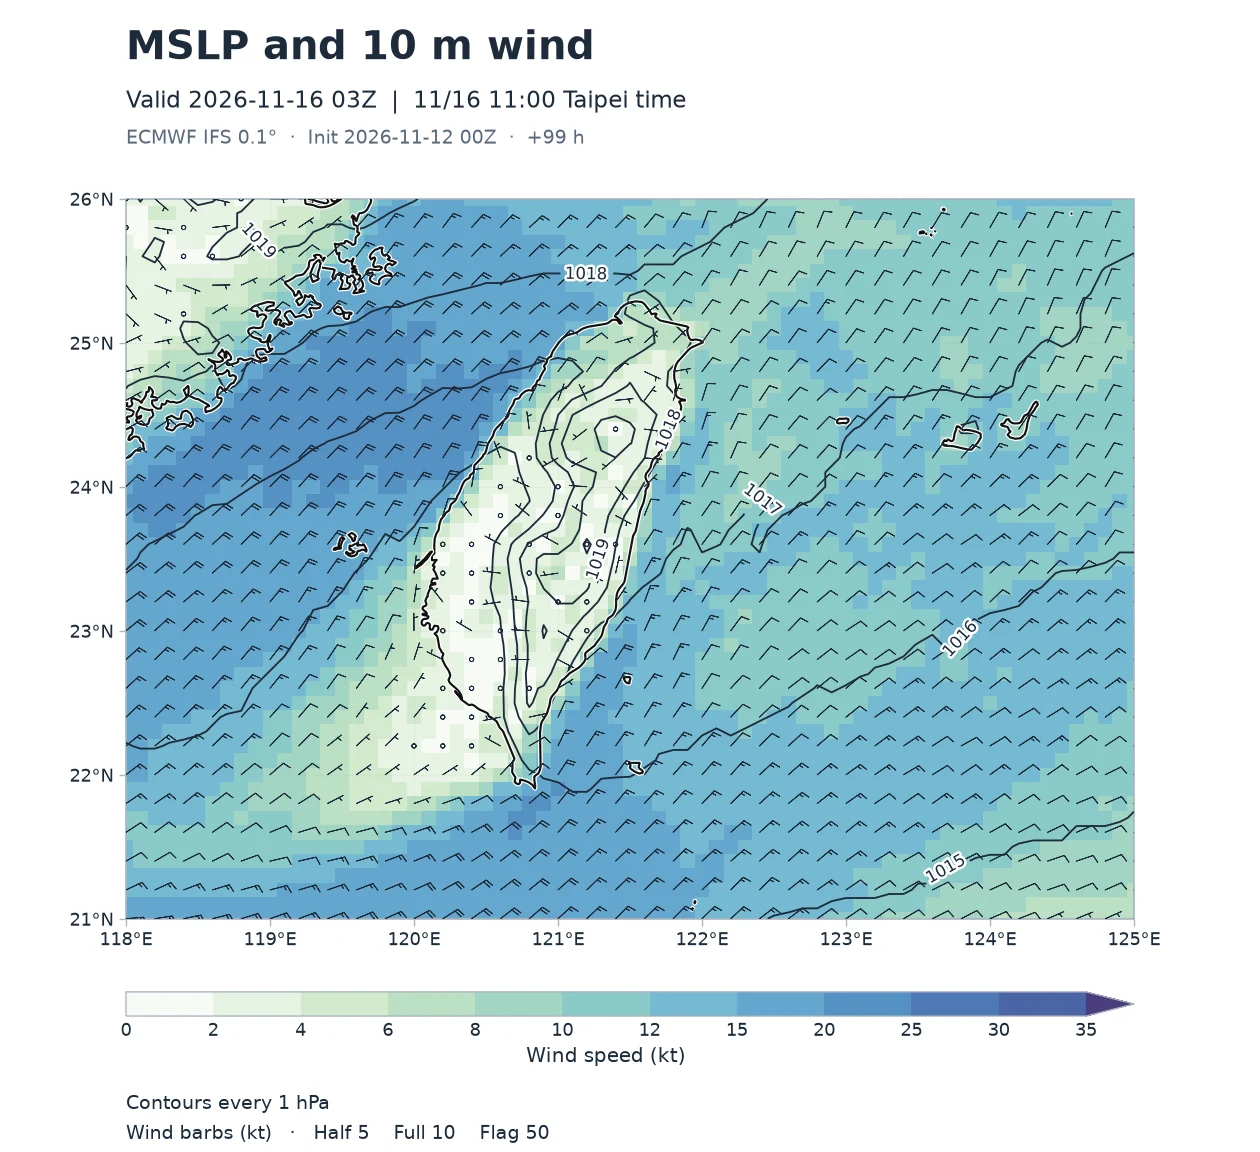 MSLP and 10 m wind
Valid 2026-11-16 03Z | 11/16 11:00 Taipei time
ECMWF IFS 0.1° · Init 2026-11-12 00Z · +99 h
26°N
1019
1018
25°N
1018
24°N
1017
1019
23°N
1016
22°N
1015
21°N
118°E 119°E 120°E 121°E 122°E 123°E 124°E 125°E
0 2 4 6 8 10 12 15 20 25 30 35
Wind speed (kt)
Contours every 1 hPa
Wind barbs (kt) · Half 5 Full 10 Flag 50